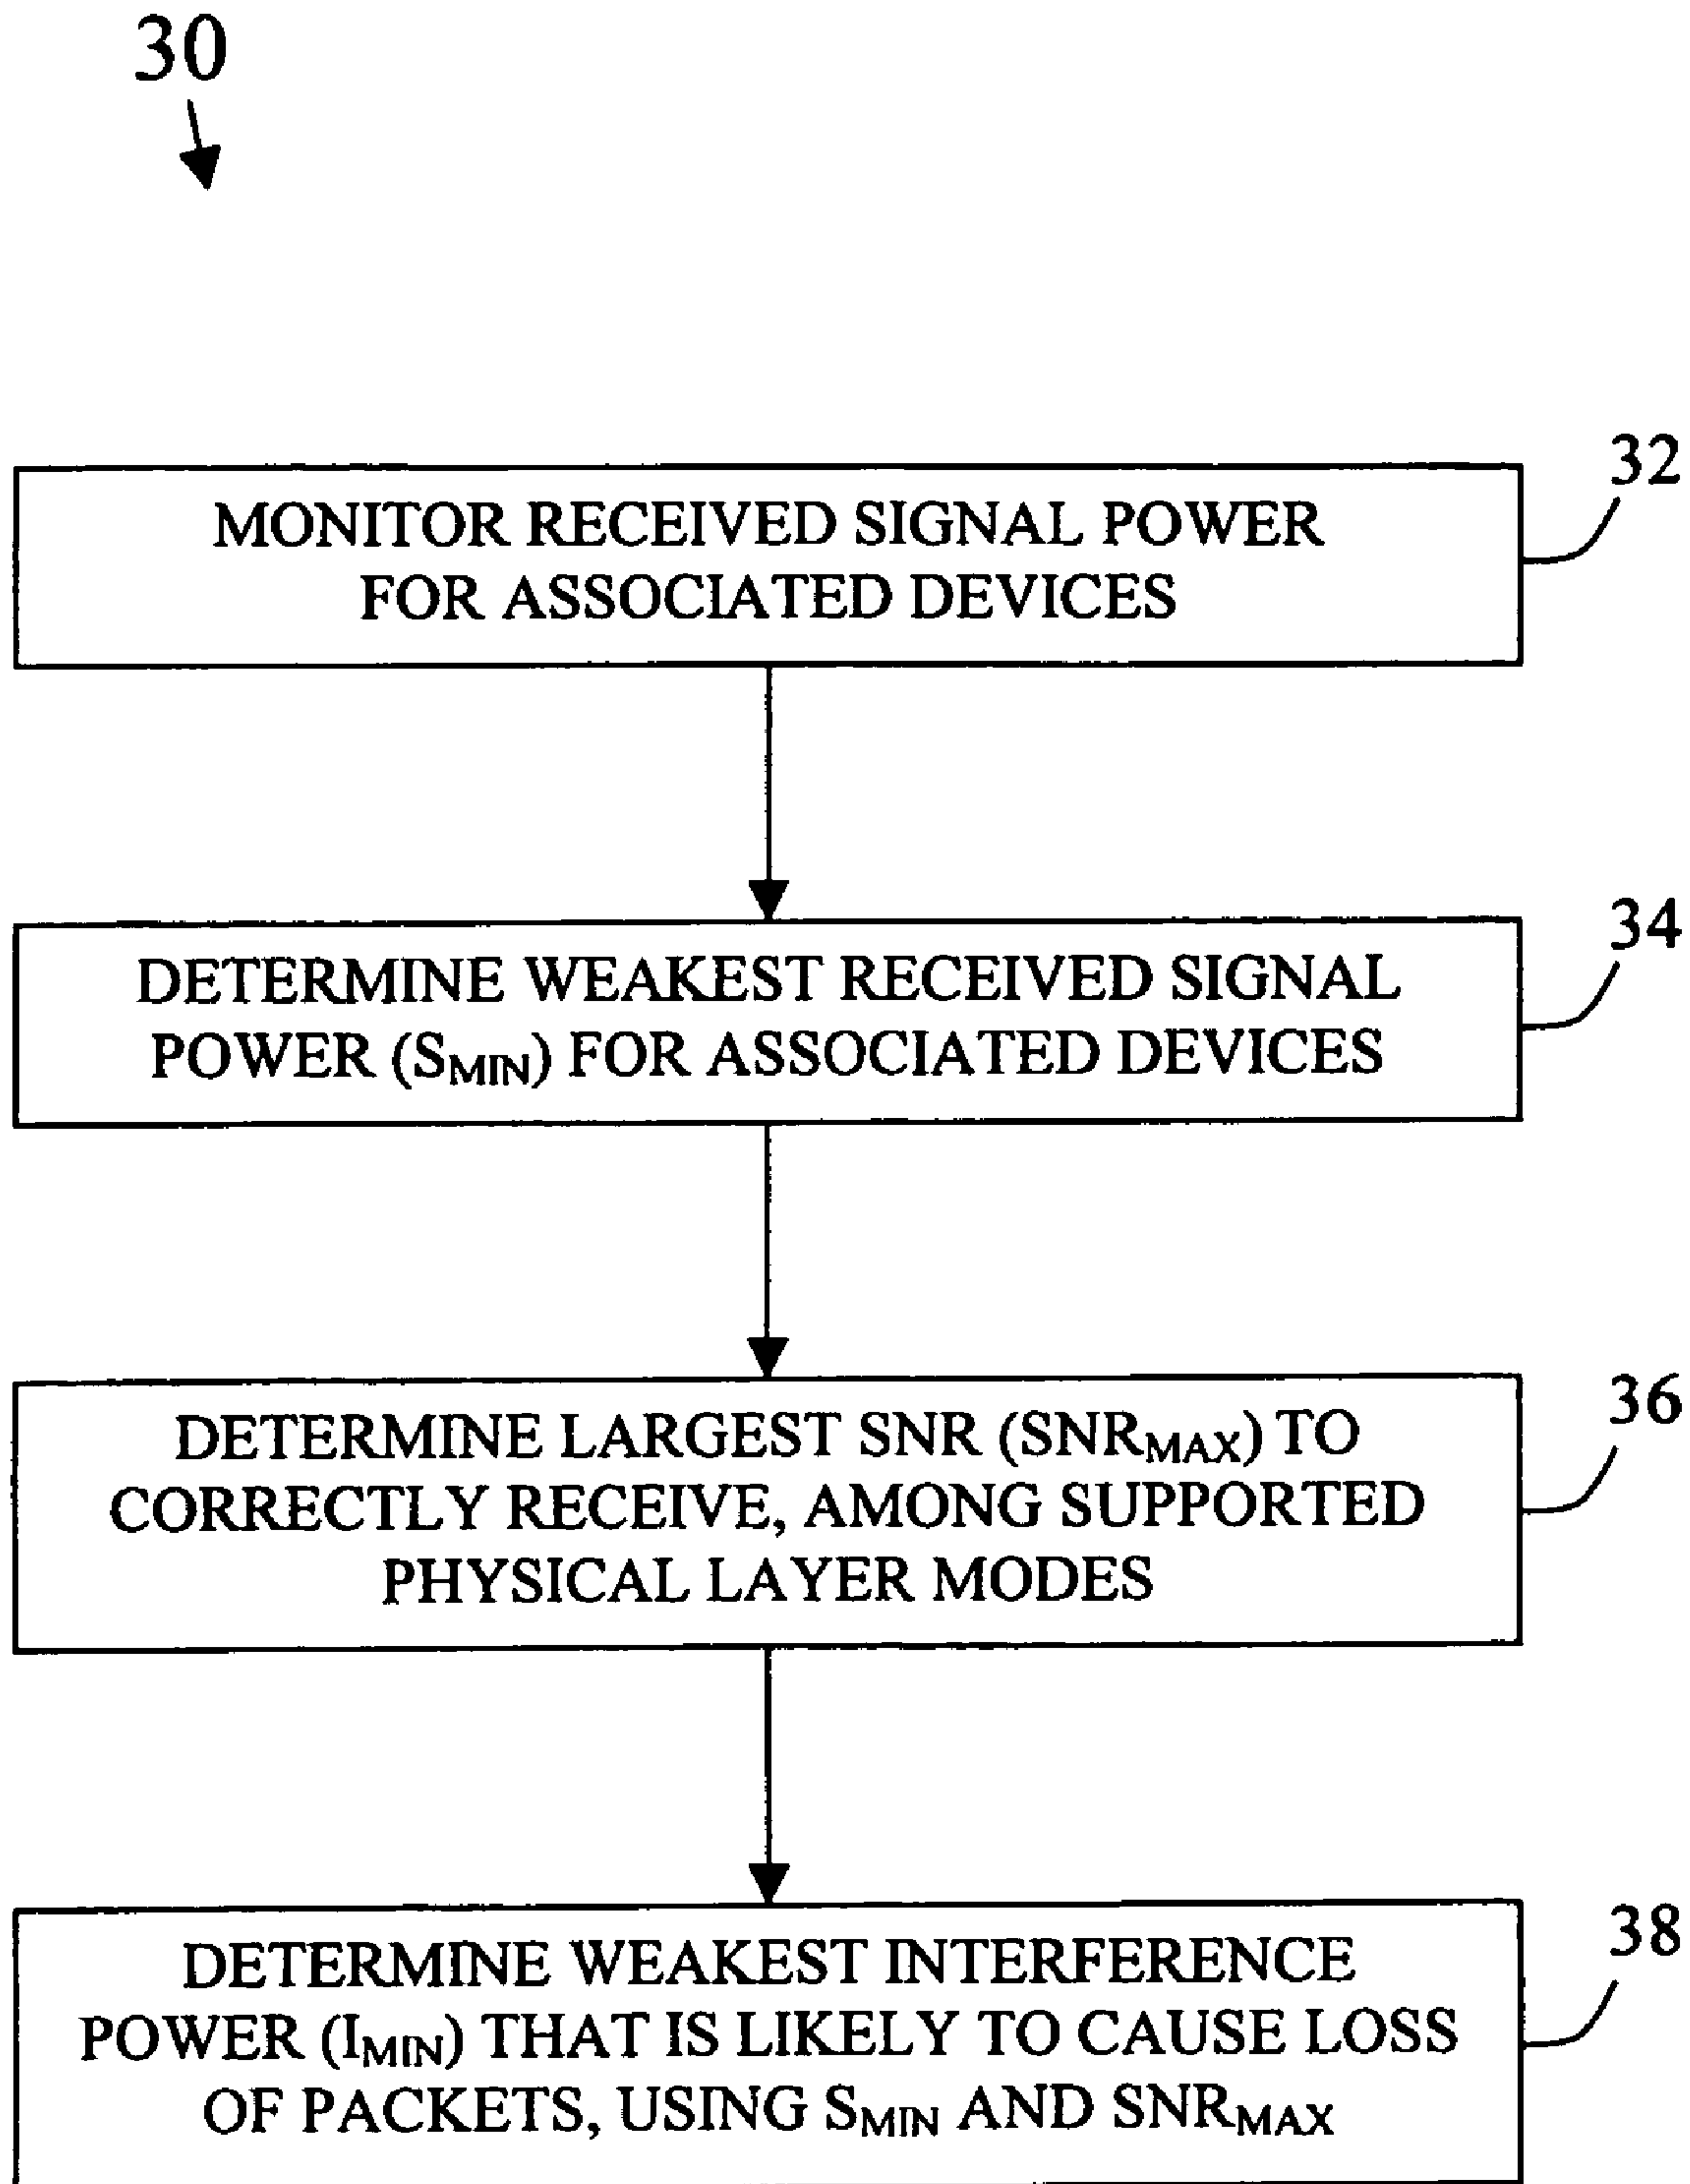 30
32
MONITOR RECEIVED SIGNAL POWER
FOR ASSOCIATED DEVICES
34
DETERMINE WEAKEST RECEIVED SIGNAL
POWER (SMIN) FOR ASSOCIATED DEVICES
36
DETERMINE LARGEST SNR (SNRMAX) TO
CORRECTLY RECEIVE, AMONG SUPPORTED
PHYSICAL LAYER MODES
38
DETERMINE WEAKEST INTERFERENCE
POWER (IMIN) THAT IS LIKELY TO CAUSE LOSS
OF PACKETS, USING SMIN AND SNRMAX